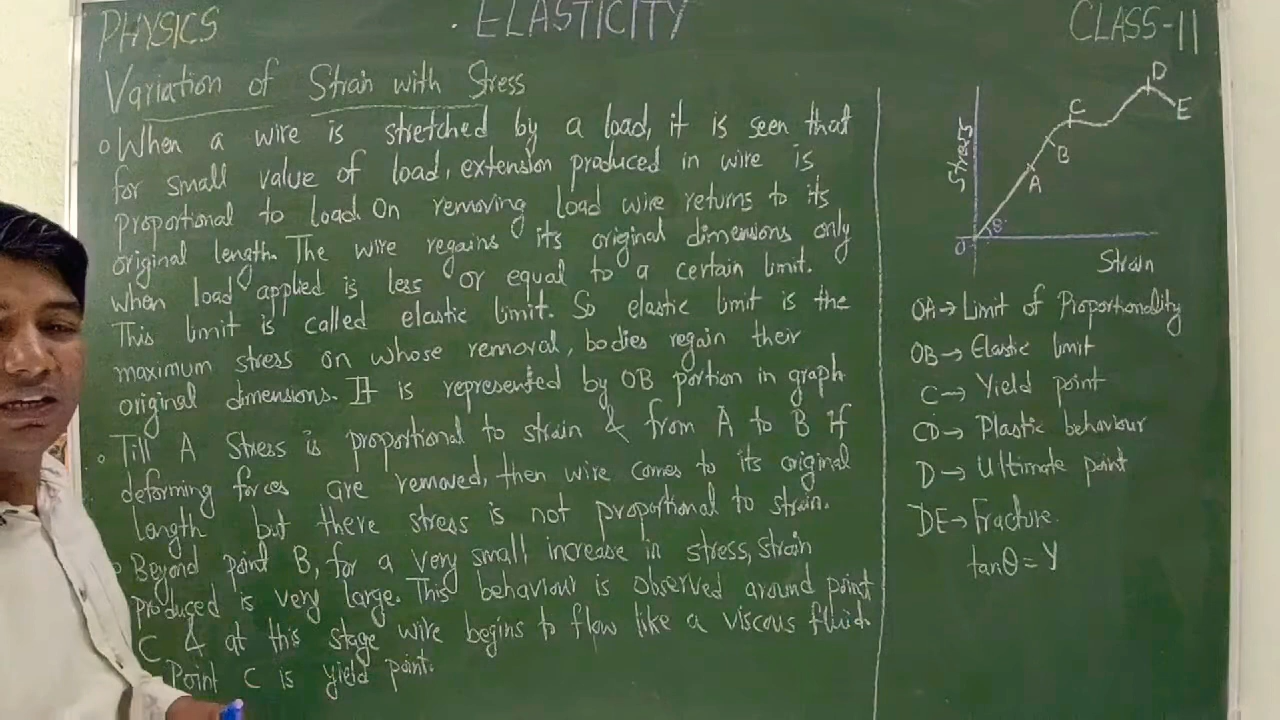 PHYSICS
ELASTICITY
CLASS-11
Variation of Strain with Stress
When a wire is stretched by a load, it is seen that
for small value of load, extension produced in wire is
proportional to load. On removing load wire returns to its
original length. The wire regains its original dimensions only
when load applied is less or equal to a certain limit.
This limit is called elastic limit. So elastic limit is the
maximum stress on whose removal, bodies regain their
original dimensions. It is represented by OB portion in graph
Till A Stress is proportional to strain & from A to B if
deforming forces are removed, then wire comes to its original
length but there stress is not proportional to strain.
Beyond point B, for a very small increase in stress, strain
produced is very large. This behaviour is observed around point
C & at this stage wire begins to flow like a viscous fluid.
Point C is yield point.
Stress
D
E
C
B
A
O
θ
Strain
OA→ Limit of Proportionality
OB→ Elastic limit
C→ Yield point
CD→ Plastic behaviour
D→ Ultimate point
DE→ Fracture.
tanθ = Y